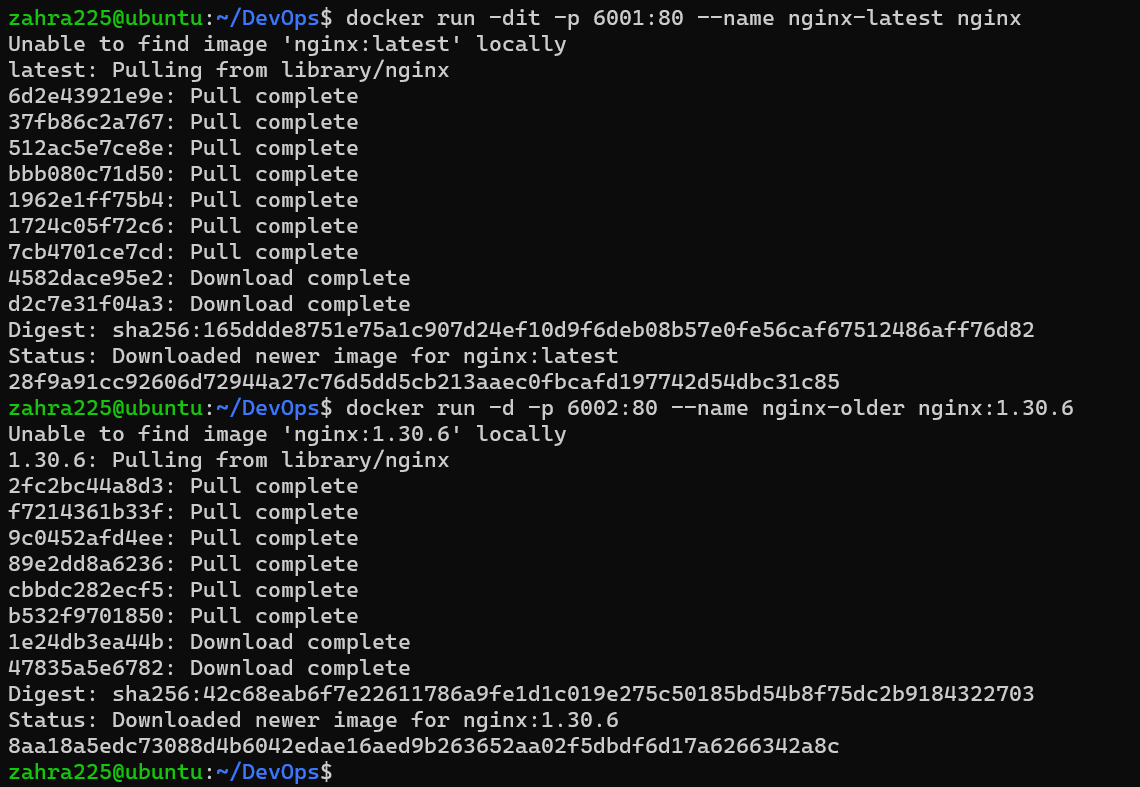 zahra225@ubuntu:~/DevOps$ docker run -dit -p 6001:80 --name nginx-latest nginx
Unable to find image 'nginx:latest' locally
latest: Pulling from library/nginx
6d2e43921e9e: Pull complete
37fb86c2a767: Pull complete
512ac5e7ce8e: Pull complete
bbb080c71d50: Pull complete
1962e1ff75b4: Pull complete
1724c05f72c6: Pull complete
7cb4701ce7cd: Pull complete
4582dace95e2: Download complete
d2c7e31f04a3: Download complete
Digest: sha256:165ddde8751e75a1c907d24ef10d9f6deb08b57e0fe56caf67512486aff76d82
Status: Downloaded newer image for nginx:latest
28f9a91cc92606d72944a27c76d5dd5cb213aaec0fbcafd197742d54dbc31c85
zahra225@ubuntu:~/DevOps$ docker run -d -p 6002:80 --name nginx-older nginx:1.30.6
Unable to find image 'nginx:1.30.6' locally
1.30.6: Pulling from library/nginx
2fc2bc44a8d3: Pull complete
f7214361b33f: Pull complete
9c0452afd4ee: Pull complete
89e2dd8a6236: Pull complete
cbbdc282ecf5: Pull complete
b532f9701850: Pull complete
1e24db3ea44b: Download complete
47835a5e6782: Download complete
Digest: sha256:42c68eab6f7e22611786a9fe1d1c019e275c50185bd54b8f75dc2b9184322703
Status: Downloaded newer image for nginx:1.30.6
8aa18a5edc73088d4b6042edae16aed9b263652aa02f5dbdf6d17a6266342a8c
zahra225@ubuntu:~/DevOps$